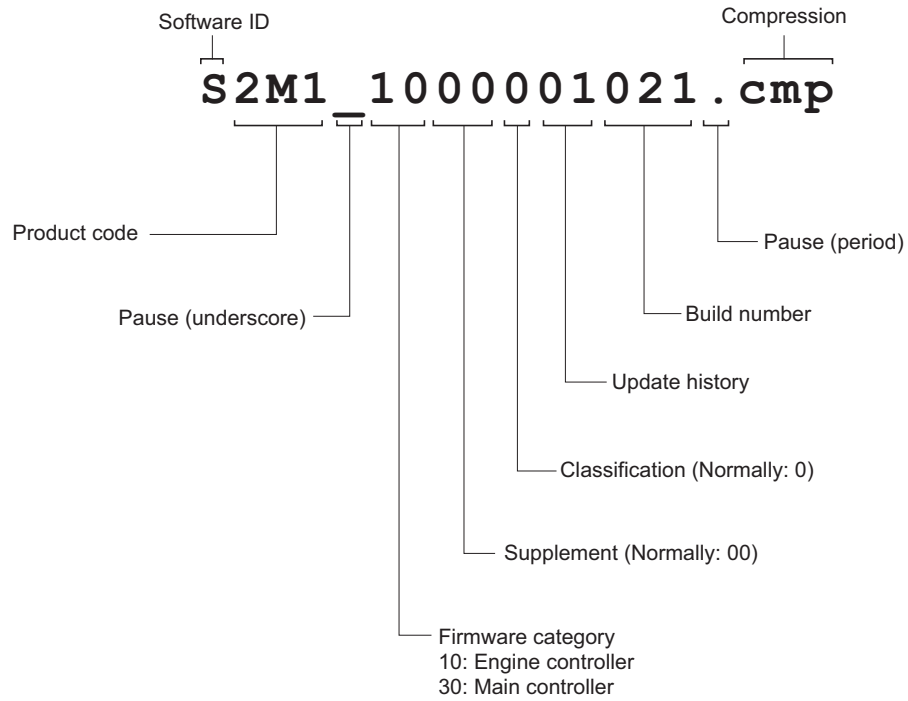 Software ID
Compression
S2M1_1000001021.cmp
Product code
Pause (period)
Pause (underscore)
Build number
Update history
Classification (Normally: 0)
Supplement (Normally: 00)
Firmware category
10: Engine controller
30: Main controller